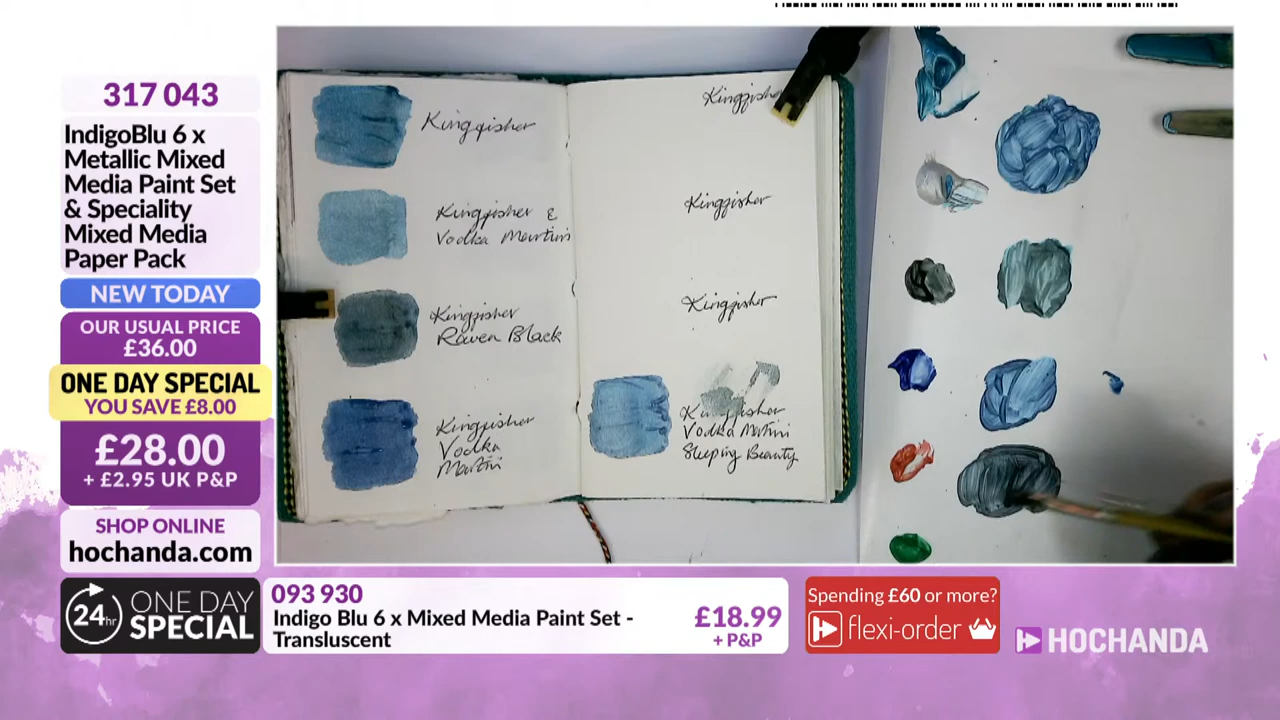 317 043
IndigoBlu 6 x
Metallic Mixed
Media Paint Set
& Speciality
Mixed Media
Paper Pack
NEW TODAY
OUR USUAL PRICE
£36.00
ONE DAY SPECIAL
YOU SAVE £8.00
£28.00
+ £2.95 UK P&P
SHOP ONLINE
hochanda.com
Kingfisher
Kingfisher &
Vodka Martini
Kingfisher
Raven Black
Kingfisher
Vodka
Martini
Kingfisher
Kingfisher
Kingfisher
Kingfisher
Vodka Matini
Sleeping Beauty
24hr
ONE DAY
SPECIAL
093 930
Indigo Blu 6 x Mixed Media Paint Set -
Transluscent
£18.99
+ P&P
Spending £60 or more?
flexi-order
HOCHANDA